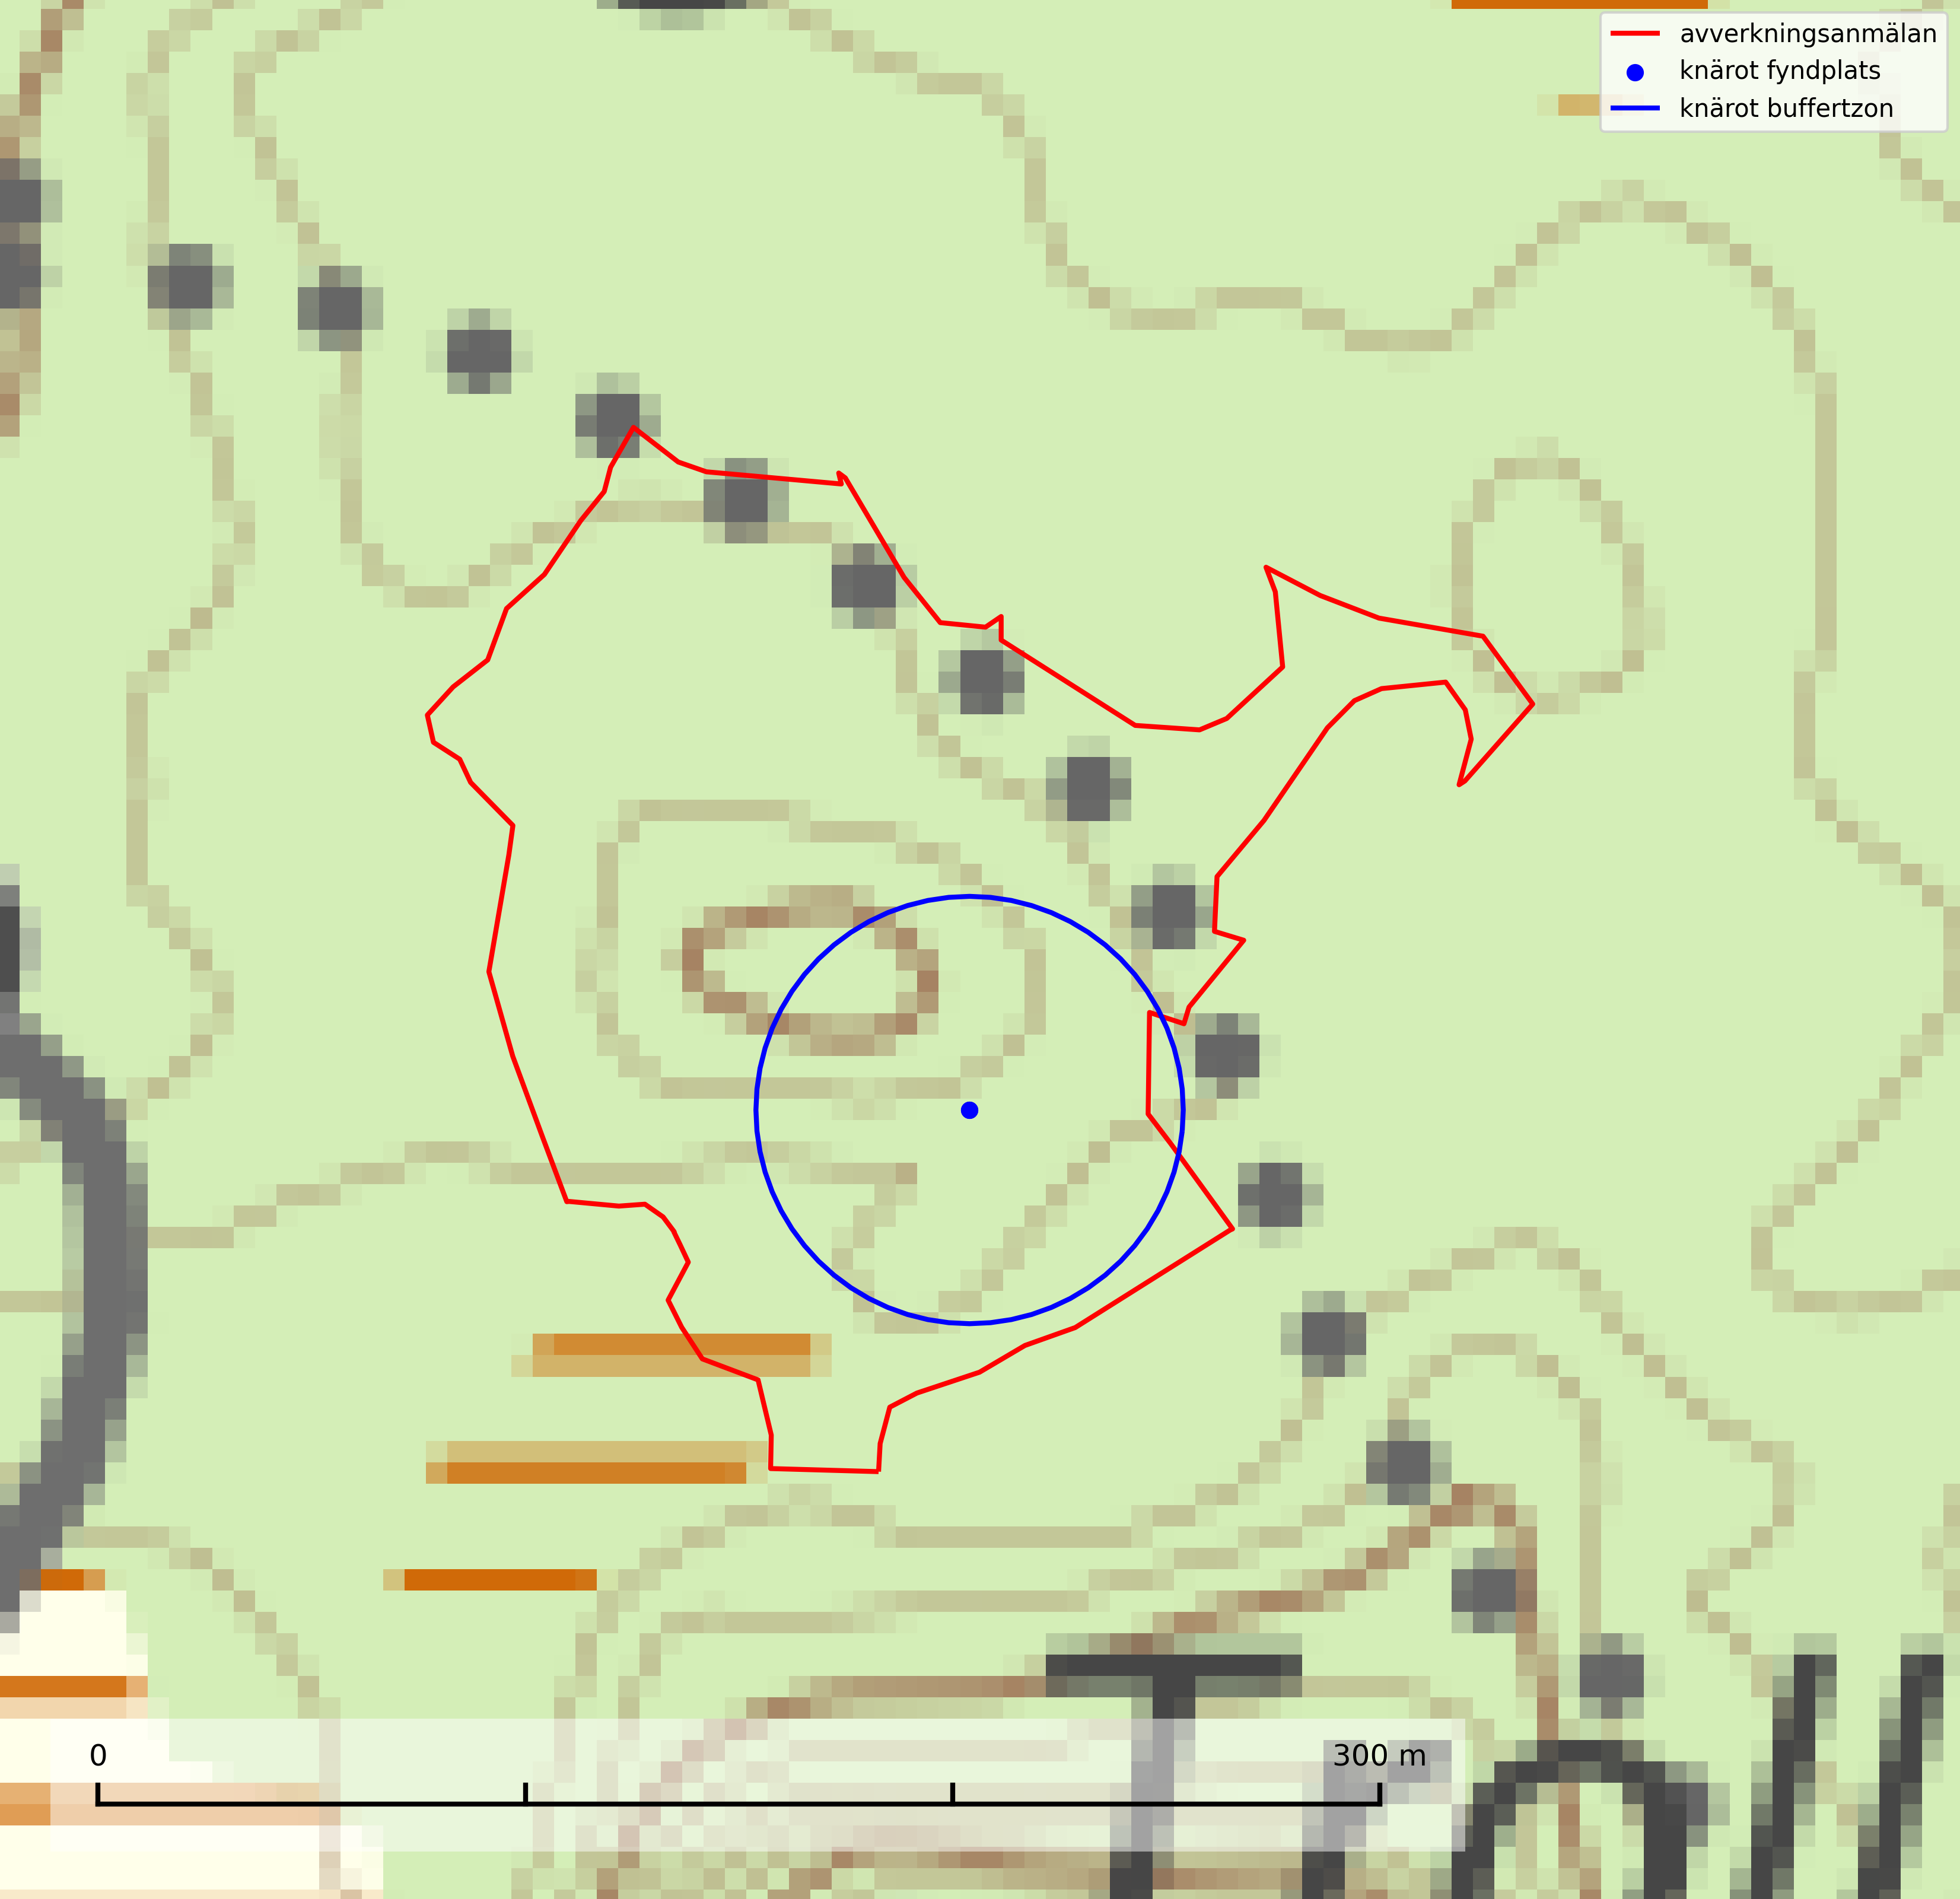 avverkningsanmälan
knärot fyndplats
knärot buffertzon
0 300 m